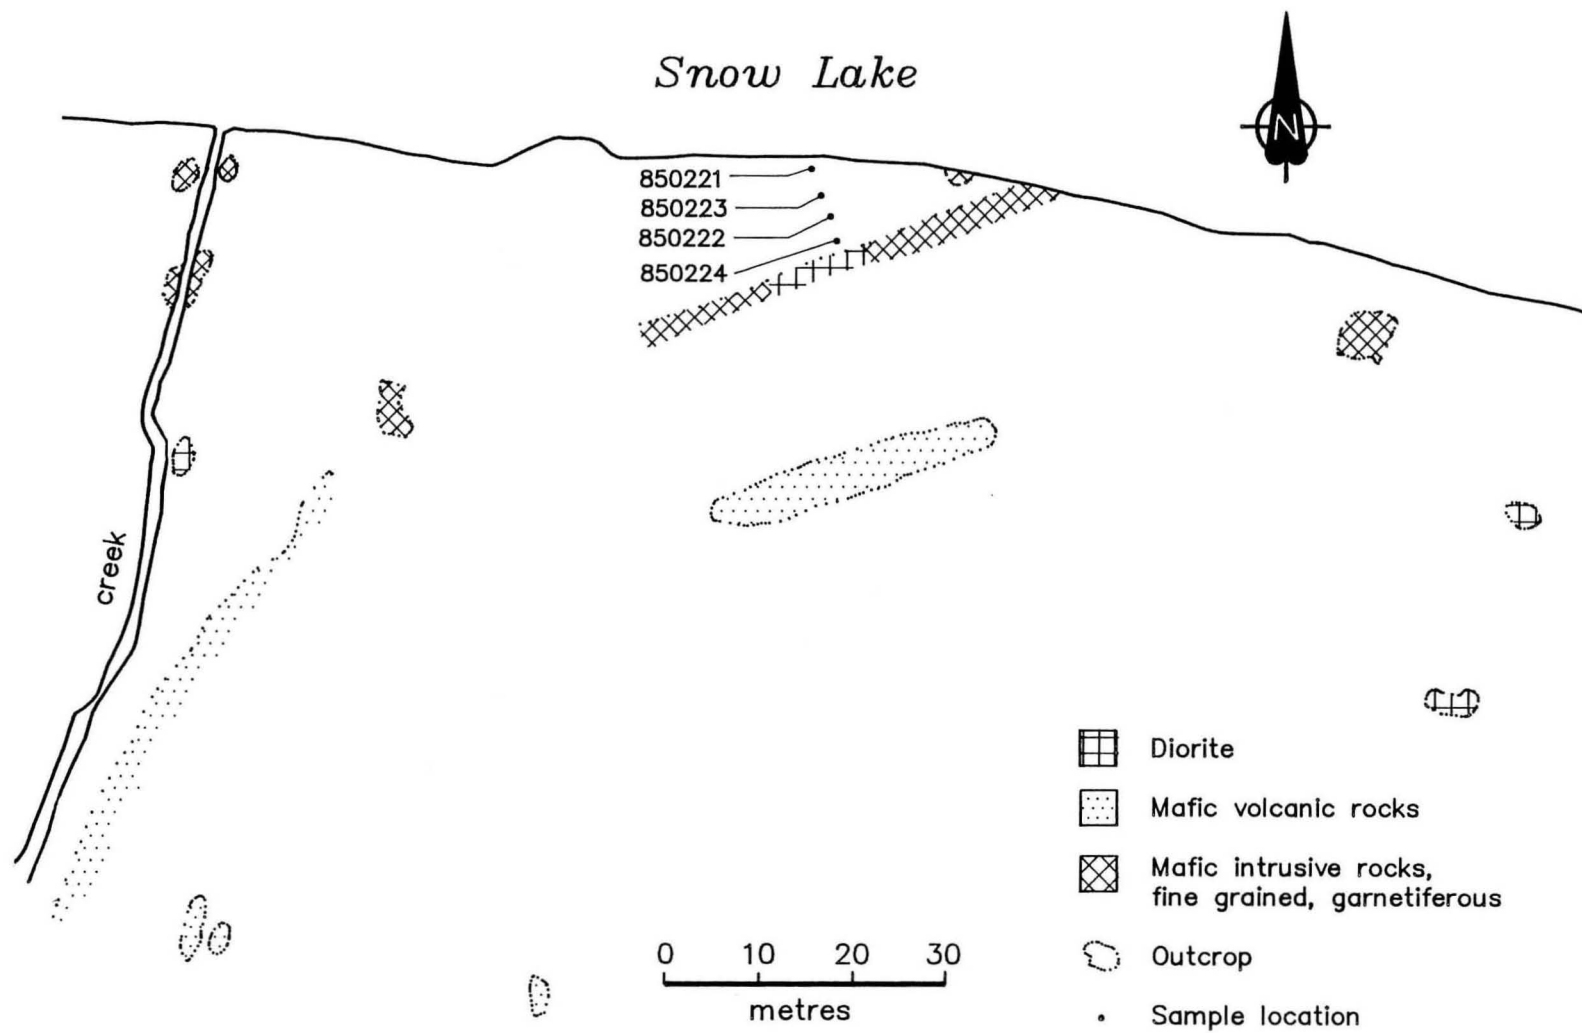 Snow Lake
N
850221
850223
850222
850224
creek
Diorite
Mafic volcanic rocks
Mafic intrusive rocks,
fine grained, garnetiferous
Outcrop
Sample location
0 10 20 30
metres